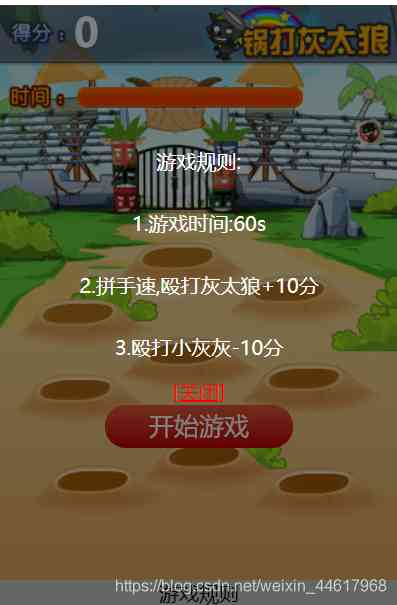 得分：0
锅打灰太狼
时间：
游戏规则:
1.游戏时间:60s
2.拼手速,殴打灰太狼+10分
3.殴打小灰灰-10分
[关闭]
开始游戏
游戏规则
https://blog.csdn.net/weixin_44617968